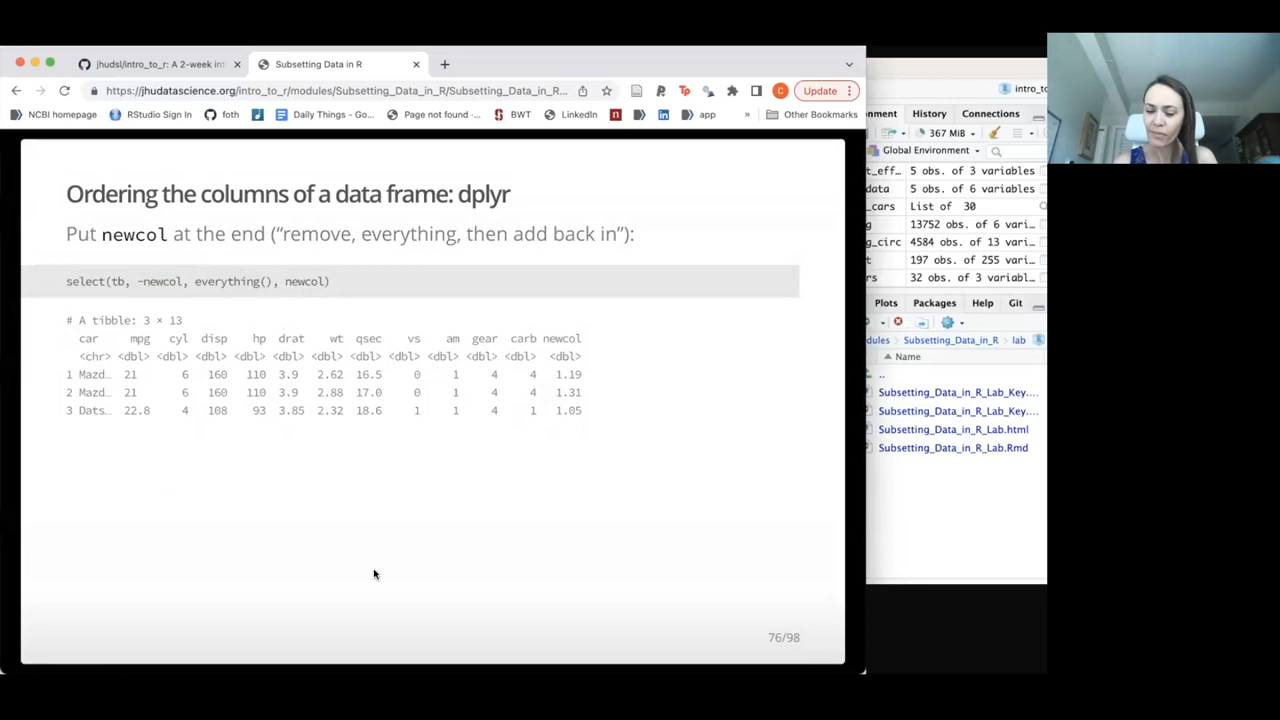 jhudsl/intro_to_r: A 2-week int
Subsetting Data in R
https://jhudatascience.org/intro_to_r/modules/Subsetting_Data_in_R/Subsetting_Data_in_R...
C
Update
NCBI homepage
RStudio Sign In
foth
Daily Things - Go...
Page not found -...
BWT
LinkedIn
app
»
Other Bookmarks
Ordering the columns of a data frame: dplyr
Put newcol at the end (“remove, everything, then add back in”):
select(tb, -newcol, everything(), newcol)
# A tibble: 3 × 13
car mpg cyl disp hp drat wt qsec vs am gear carb newcol
<chr> <dbl> <dbl> <dbl> <dbl> <dbl> <dbl> <dbl> <dbl> <dbl> <dbl> <dbl> <dbl>
1 Mazd… 21 6 160 110 3.9 2.62 16.5 0 1 4 4 1.19
2 Mazd… 21 6 160 110 3.9 2.88 17.0 0 1 4 4 1.31
3 Dats… 22.8 4 108 93 3.85 2.32 18.6 1 1 4 1 1.05
76/98
intro_to
nment
History
Connections
367 MiB
Global Environment
t_eff… 5 obs. of 3 variables
data 5 obs. of 6 variables
_cars List of 30
g 13752 obs. of 6 vari…
g_circ 4584 obs. of 13 vari…
t 197 obs. of 255 vari…
rs 32 obs. of 3 variabl…
Plots
Packages
Help
Git
dules
Subsetting_Data_in_R
lab
Name
..
Subsetting_Data_in_R_Lab_Key....
Subsetting_Data_in_R_Lab_Key....
Subsetting_Data_in_R_Lab.html
Subsetting_Data_in_R_Lab.Rmd